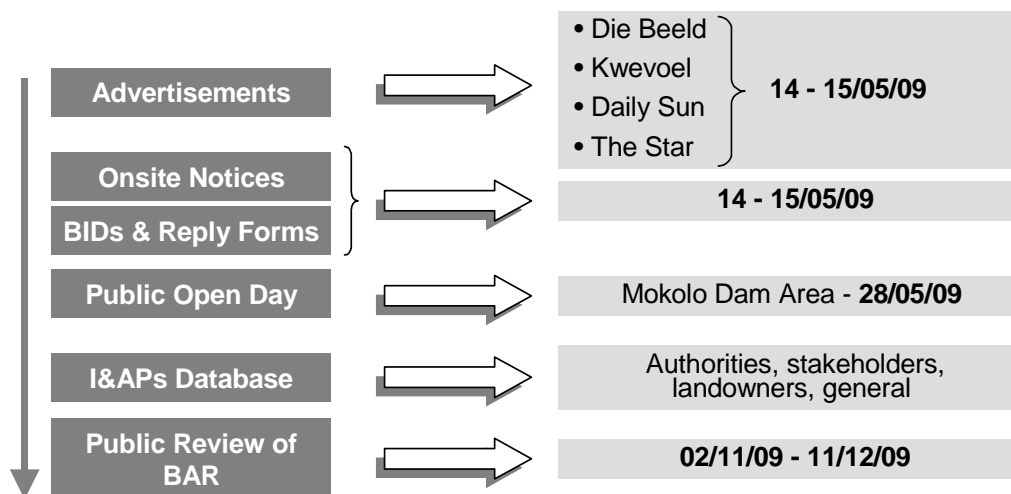 Advertisements
• Die Beeld
• Kwevoel
• Daily Sun
• The Star
14 - 15/05/09
Onsite Notices
BIDs & Reply Forms
14 - 15/05/09
Public Open Day
Mokolo Dam Area - 28/05/09
I&APs Database
Authorities, stakeholders,
landowners, general
Public Review of
BAR
02/11/09 - 11/12/09